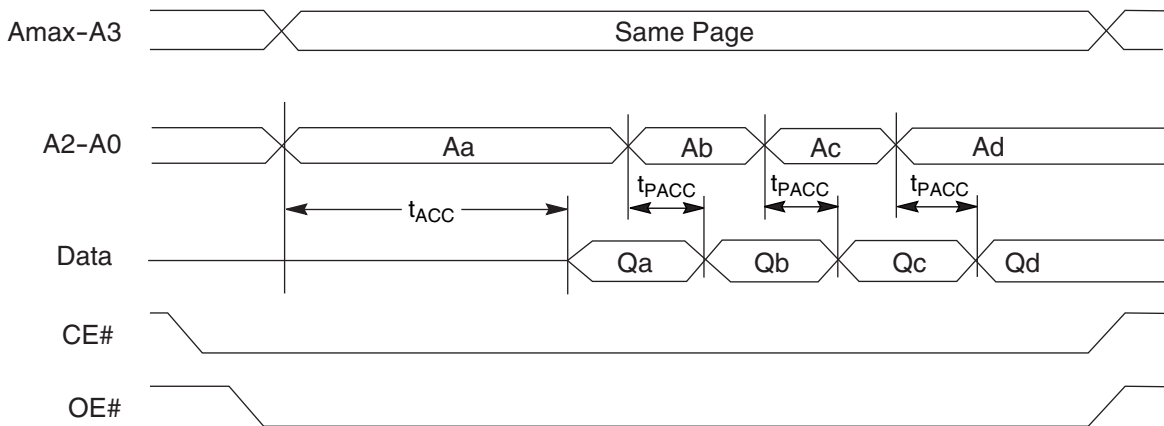 Amax-A3 Same Page
A2-A0 Aa Ab Ac Ad
tPACC tPACC tPACC
tACC
Data Qa Qb Qc Qd
CE#
OE#